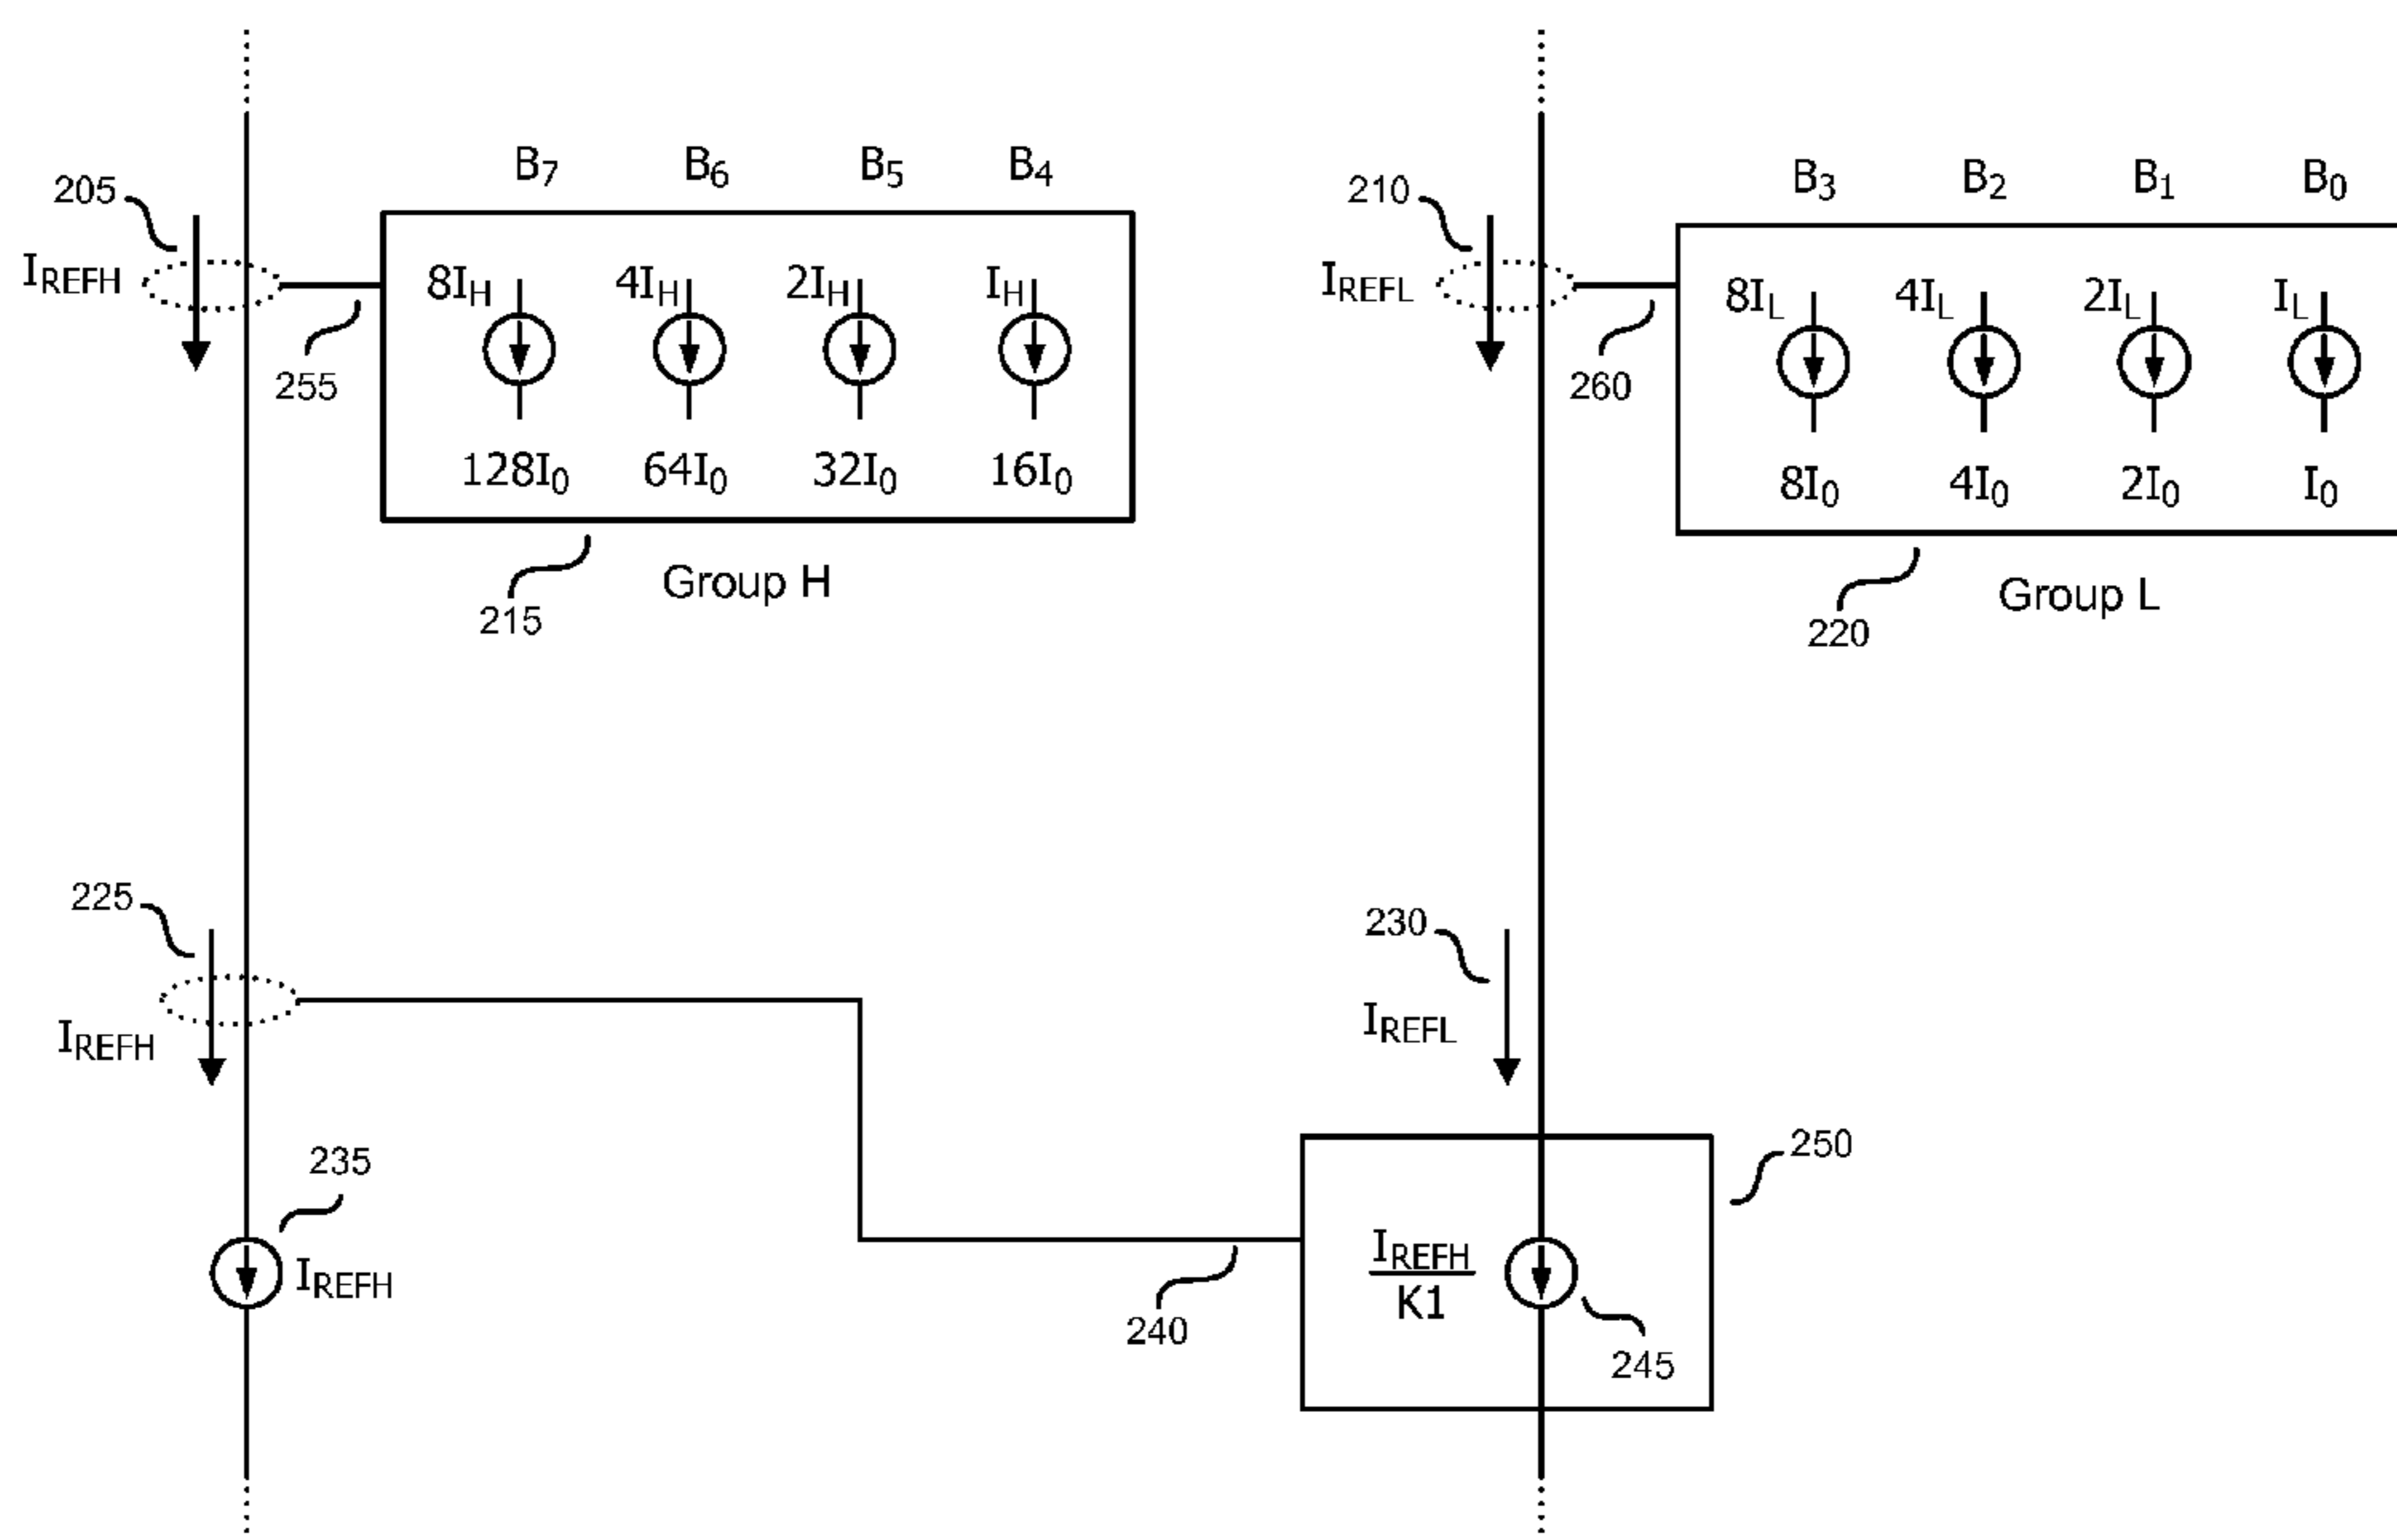 B7 B6 B5 B4
B3 B2 B1 B0
205
210
IREFH
IREFL
8IH 4IH 2IH IH
8IL 4IL 2IL IL
255
260
128I0 64I0 32I0 16I0
8I0 4I0 2I0 I0
215
Group H
220
Group L
225
230
IREFH
IREFL
235
IREFH
250
IREFH
K1
240
245